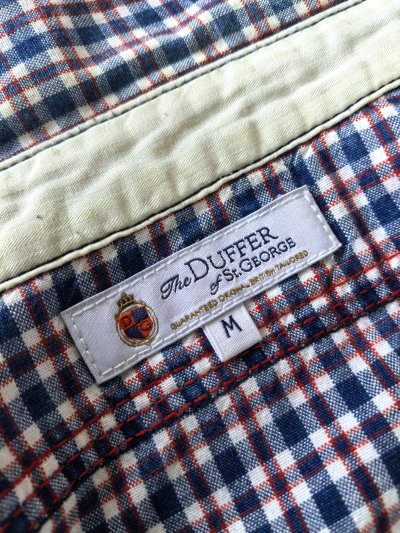 The DUFFER
of St. GEORGE
GUARANTEED ORIGINAL BRITISH TAILORED
M